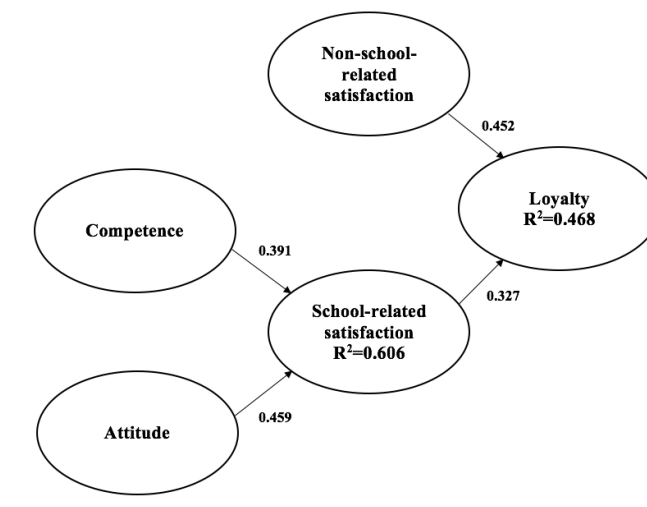 Non-school-
related
satisfaction
0.452
Loyalty
R²=0.468
Competence
0.391
0.327
School-related
satisfaction
R²=0.606
0.459
Attitude